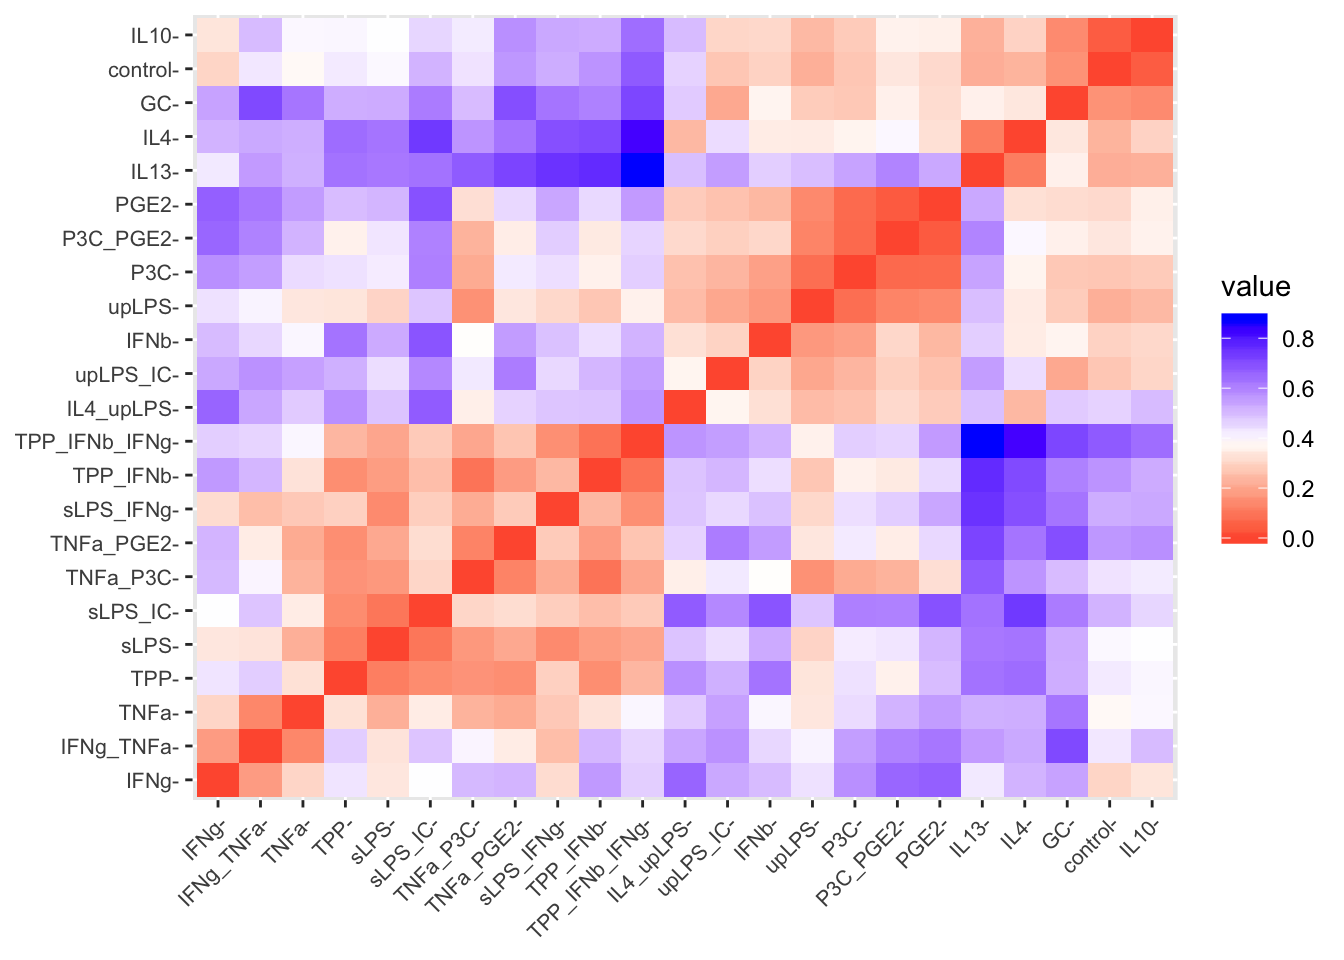 IL10-
control-
GC-
IL4-
IL13-
PGE2-
P3C_PGE2-
P3C-
upLPS-
IFNb-
upLPS_IC-
IL4_upLPS-
TPP_IFNb_IFNg-
TPP_IFNb-
sLPS_IFNg-
TNFa_PGE2-
TNFa_P3C-
sLPS_IC-
sLPS-
TPP-
TNFa-
IFNg_TNFa-
IFNg-
IFNg-
IFNg_TNFa-
TNFa-
TPP-
sLPS-
sLPS_IC-
TNFa_P3C-
TNFa_PGE2-
sLPS_IFNg-
TPP_IFNb-
TPP_IFNb_IFNg-
IL4_upLPS-
upLPS_IC-
IFNb-
upLPS-
P3C-
P3C_PGE2-
PGE2-
IL13-
IL4-
GC-
control-
IL10-
value
0.8
0.6
0.4
0.2
0.0